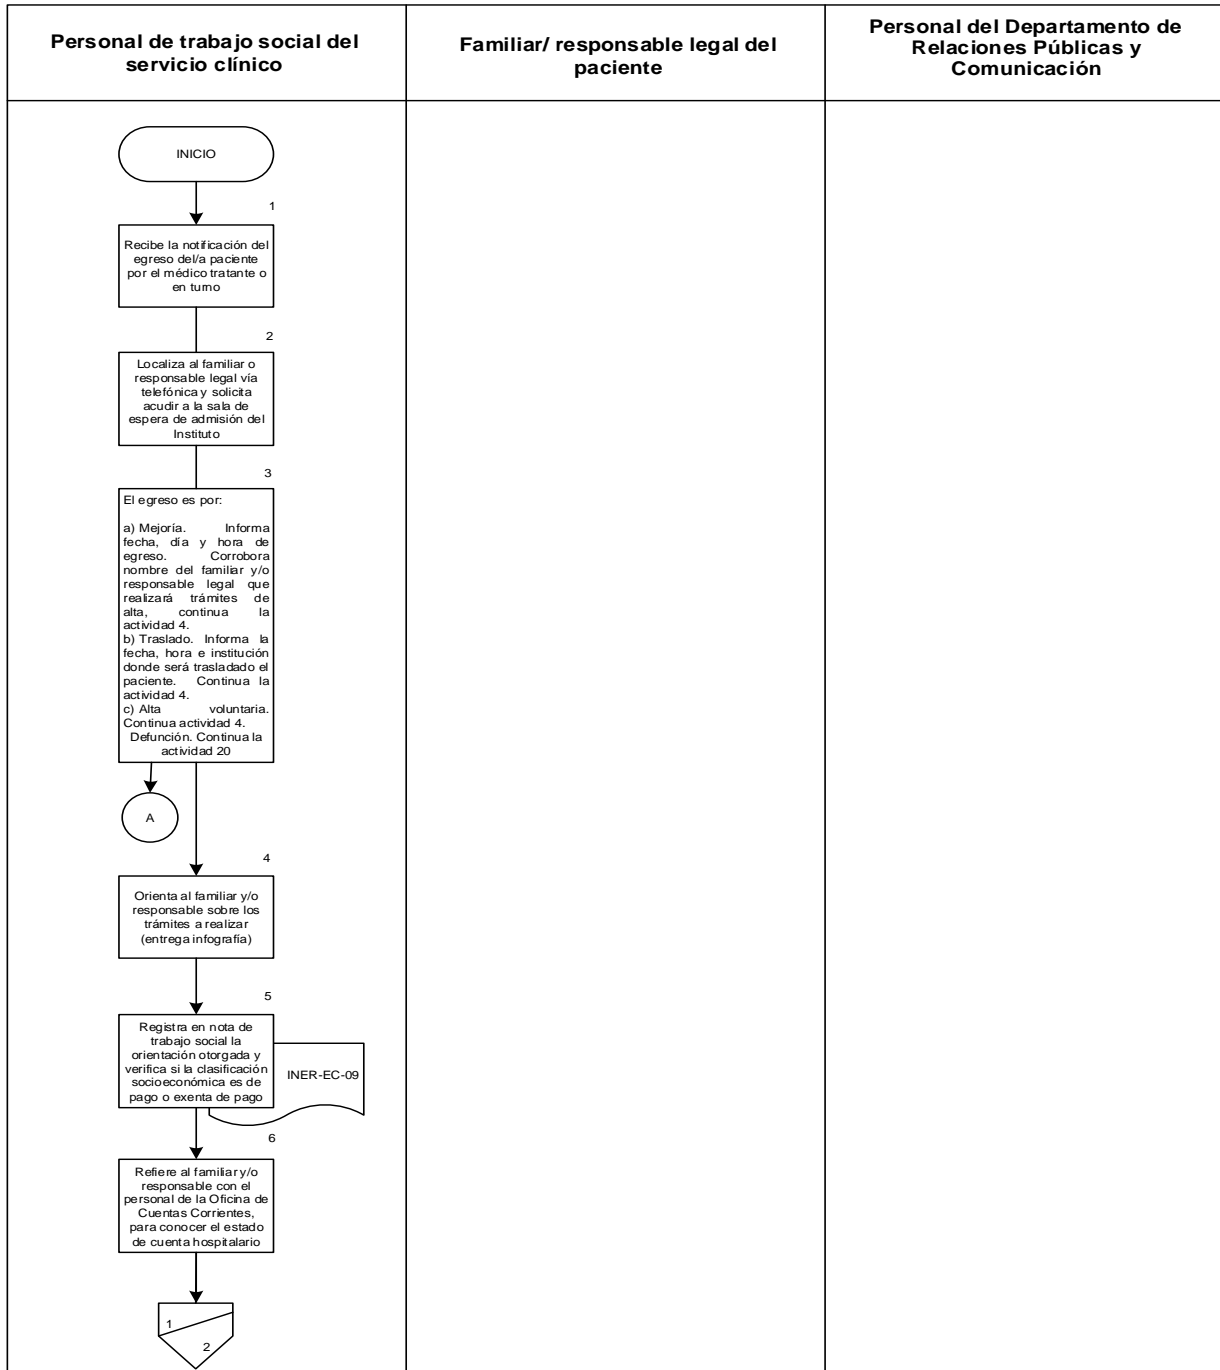 Personal de trabajo social del
servicio clínico
Familiar/ responsable legal del
paciente
Personal del Departamento de
Relaciones Públicas y
Comunicación
INICIO
1
Recibe la notificación del
egreso del/a paciente
por el médico tratante o
en turno
2
Localiza al familiar o
responsable legal vía
telefónica y solicita
acudir a la sala de
espera de admisión del
Instituto
3
El egreso es por:
a) Mejoría. Informa
fecha, día y hora de
egreso. Corrobora
nombre del familiar y/o
responsable legal que
realizará trámites de
alta, continua la
actividad 4.
b) Traslado. Informa la
fecha, hora e institución
donde será trasladado el
paciente. Continua la
actividad 4.
c) Alta voluntaria.
Continua actividad 4.
Defunción. Continua la
actividad 20
A
4
Orienta al familiar y/o
responsable sobre los
trámites a realizar
(entrega infografía)
5
Registra en nota de
trabajo social la
orientación otorgada y
verifica si la clasificación
socioeconómica es de
pago o exenta de pago
INER-EC-09
6
Refiere al familiar y/o
responsable con el
personal de la Oficina de
Cuentas Corrientes,
para conocer el estado
de cuenta hospitalario
1
2